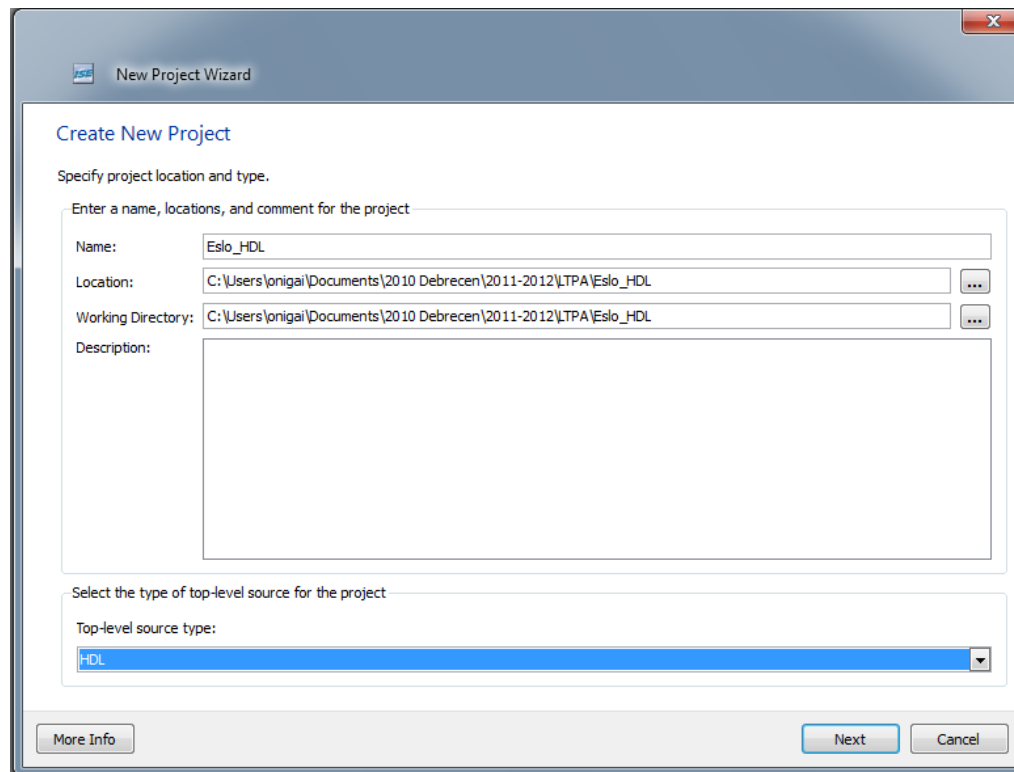 ISE New Project Wizard
Create New Project
Specify project location and type.
Enter a name, locations, and comment for the project
Name: Eslo_HDL
Location: C:\Users\onigai\Documents\2010 Debrecen\2011-2012\LTPA\Eslo_HDL ...
Working Directory: C:\Users\onigai\Documents\2010 Debrecen\2011-2012\LTPA\Eslo_HDL ...
Description:
Select the type of top-level source for the project
Top-level source type:
HDL
More Info Next Cancel